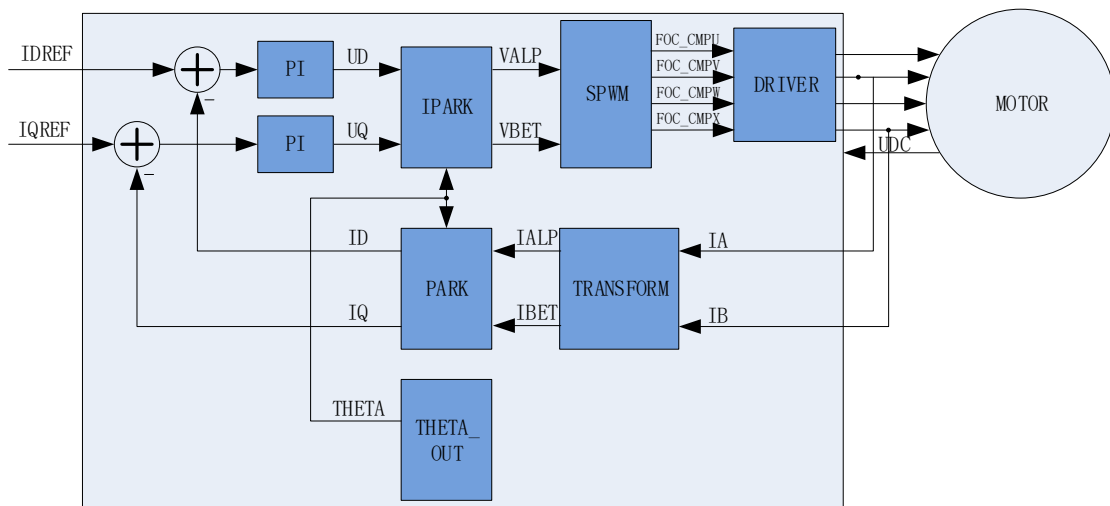 IDREF
PI
UD
IPARK
VALP
SPWM
FOC_CMPU
FOC_CMPV
FOC_CMPW
FOC_CMPX
DRIVER
MOTOR
IQREF
PI
UQ
VBET
UDC
ID
PARK
IALP
TRANSFORM
IA
IQ
IBET
IB
THETA
THETA_
OUT